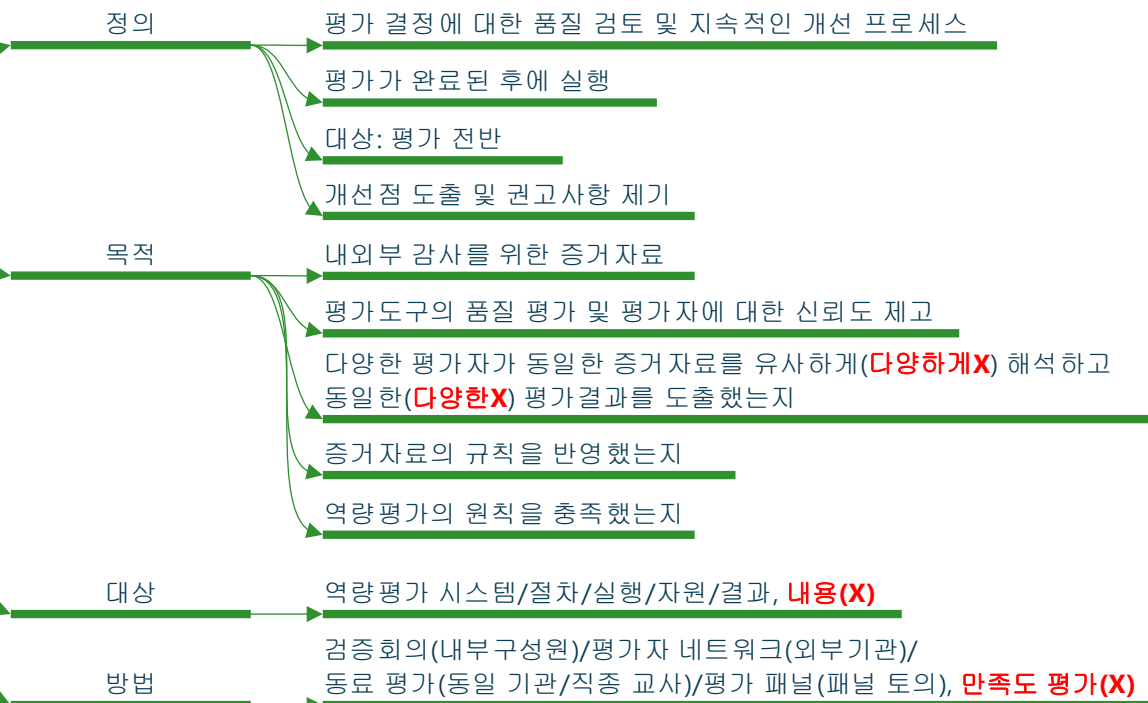 정의
평가 결정에 대한 품질 검토 및 지속적인 개선 프로세스
평가가 완료된 후에 실행
대상: 평가 전반
개선점 도출 및 권고사항 제기
목적
내외부 감사를 위한 증거자료
평가도구의 품질 평가 및 평가자에 대한 신뢰도 제고
다양한 평가자가 동일한 증거자료를 유사하게(다양하게X) 해석하고
동일한(다양한X) 평가결과를 도출했는지
증거자료의 규칙을 반영했는지
역량평가의 원칙을 충족했는지
대상
역량평가 시스템/절차/실행/자원/결과, 내용(X)
방법
검증회의(내부구성원)/평가자 네트워크(외부기관)/
동료 평가(동일 기관/직종 교사)/평가 패널(패널 토의), 만족도 평가(X)